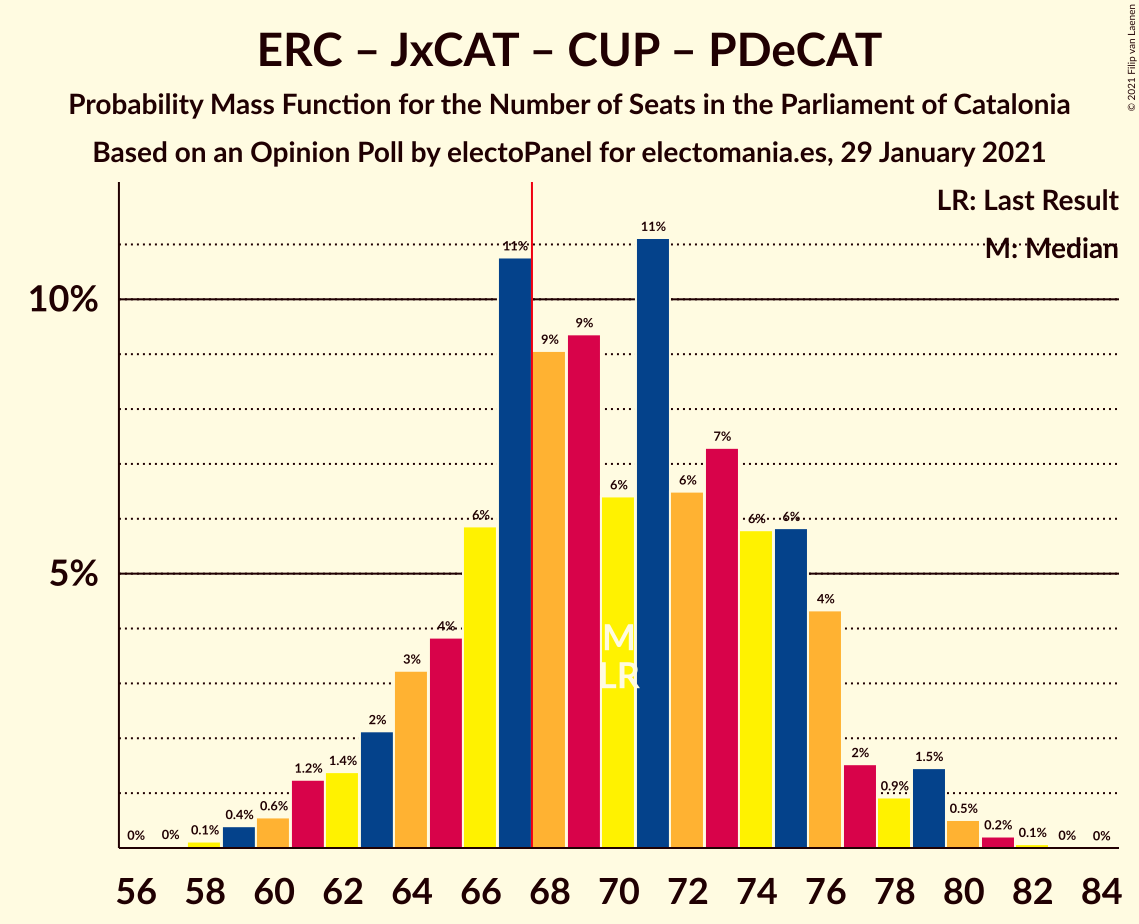 ERC – JxCAT – CUP – PDeCAT
Probability Mass Function for the Number of Seats in the Parliament of Catalonia
Based on an Opinion Poll by electoPanel for electomania.es, 29 January 2021
© 2021 Filip van Laenen
LR: Last Result
M: Median
10%
5%
0% 0% 0.1% 0.4% 0.6% 1.2% 1.4% 2% 3% 4% 6% 11% 9% 9% 6% 11% 6% 7% 6% 6% 4% 2% 0.9% 1.5% 0.5% 0.2% 0.1% 0% 0%
M
LR
56 58 60 62 64 66 68 70 72 74 76 78 80 82 84